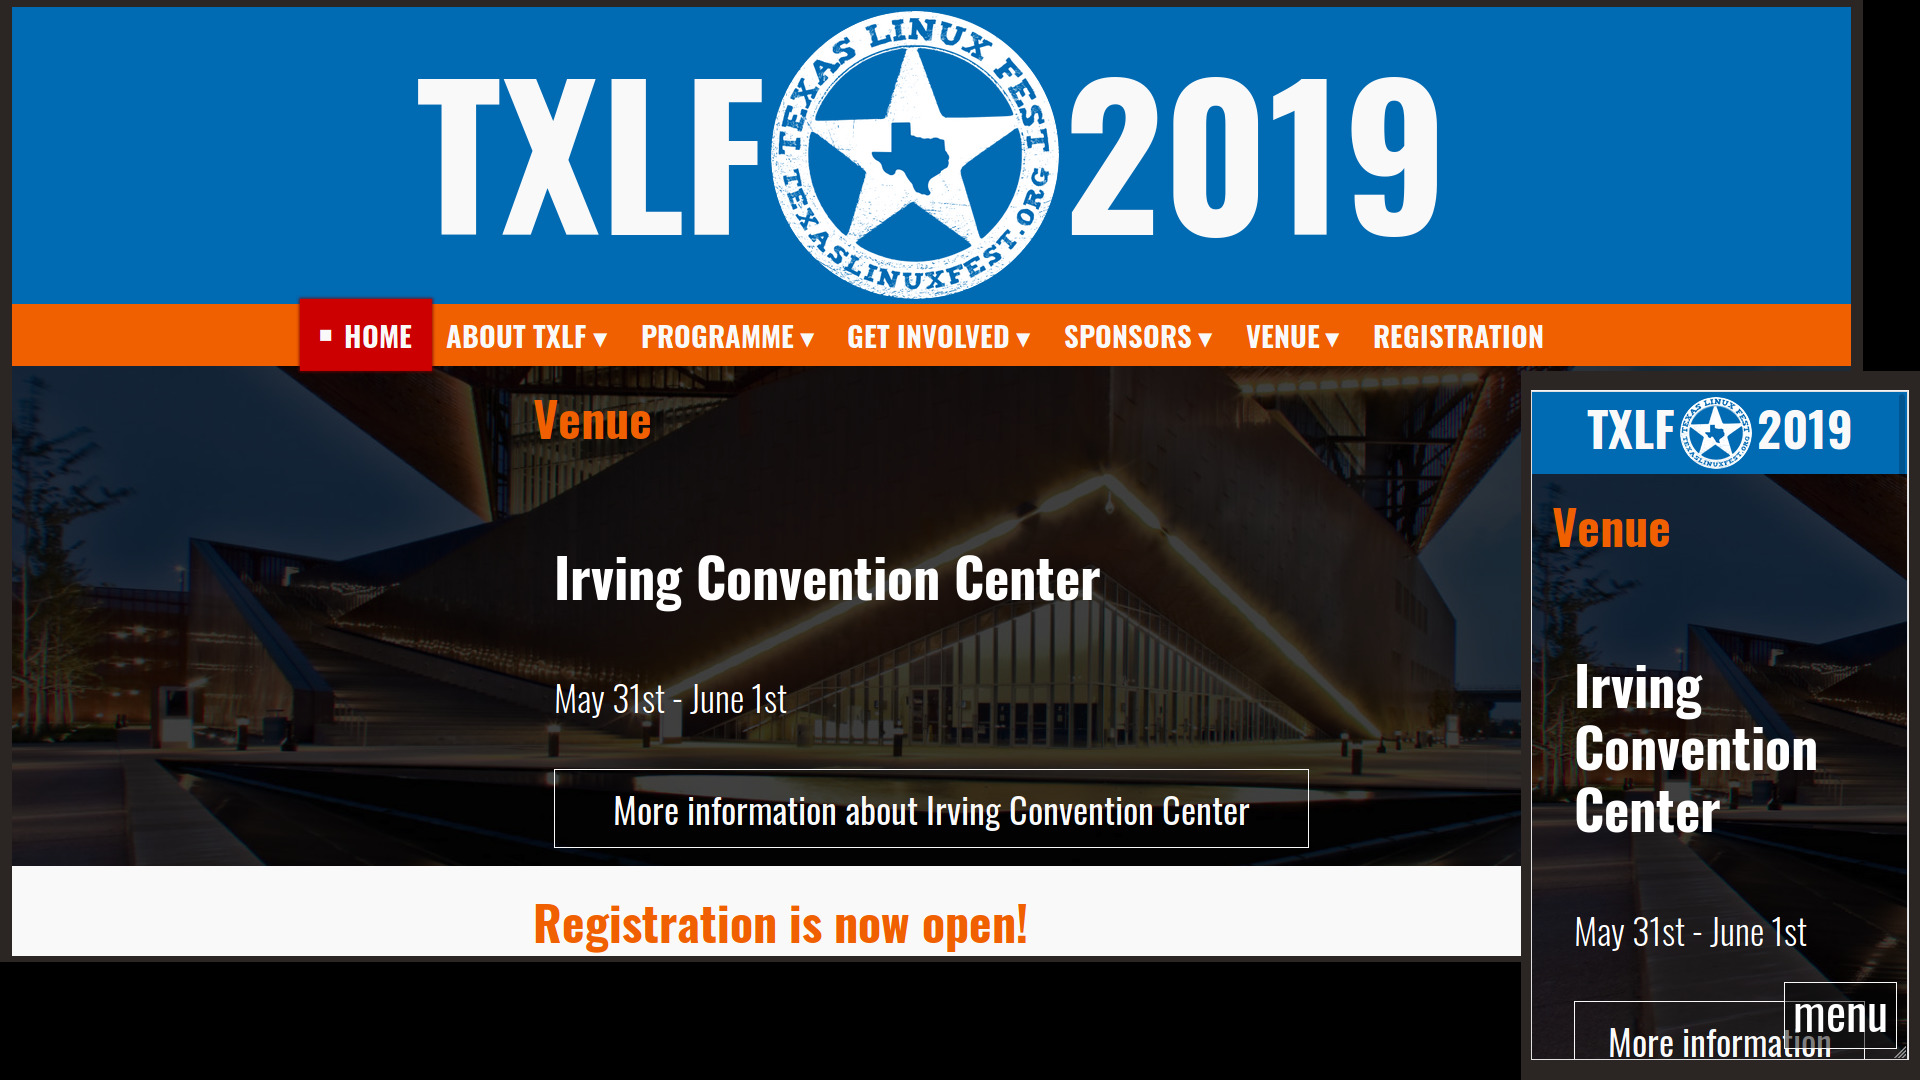 TXLF 2019
TEXAS LINUX FEST
TEXASLINUXFEST.ORG
HOME ABOUT TXLF ▾ PROGRAMME ▾ GET INVOLVED ▾ SPONSORS ▾ VENUE ▾ REGISTRATION
Venue
Irving Convention Center
May 31st - June 1st
More information about Irving Convention Center
Registration is now open!
TXLF 2019
TEXAS LINUX FEST
TEXASLINUXFEST.ORG
Venue
Irving
Convention
Center
May 31st - June 1st
More information
menu